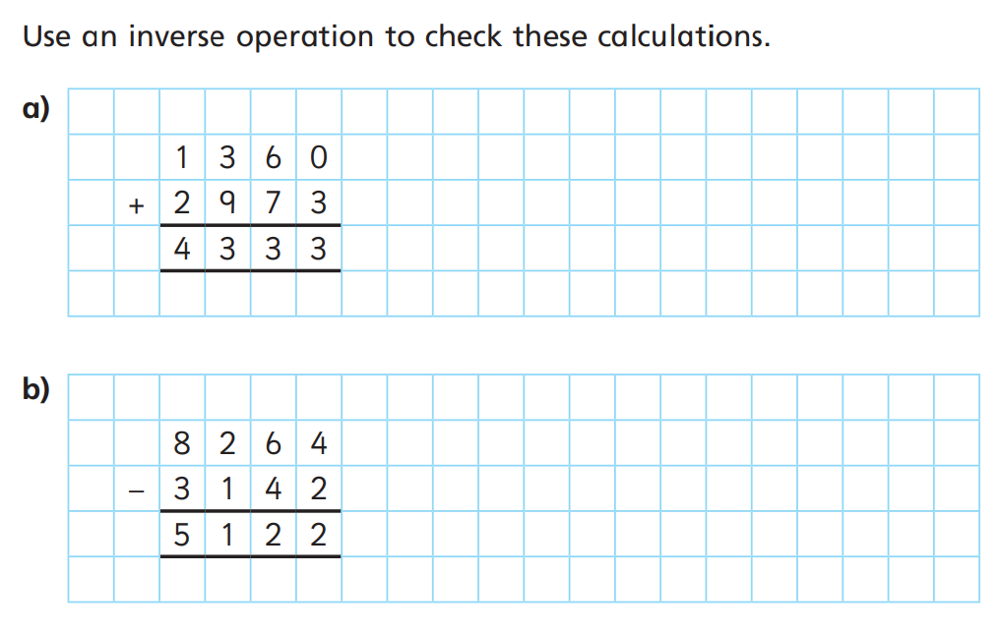 Use an inverse operation to check these calculations.
a)
1 3 6 0
+ 2 9 7 3
4 3 3 3
b)
8 2 6 4
– 3 1 4 2
5 1 2 2